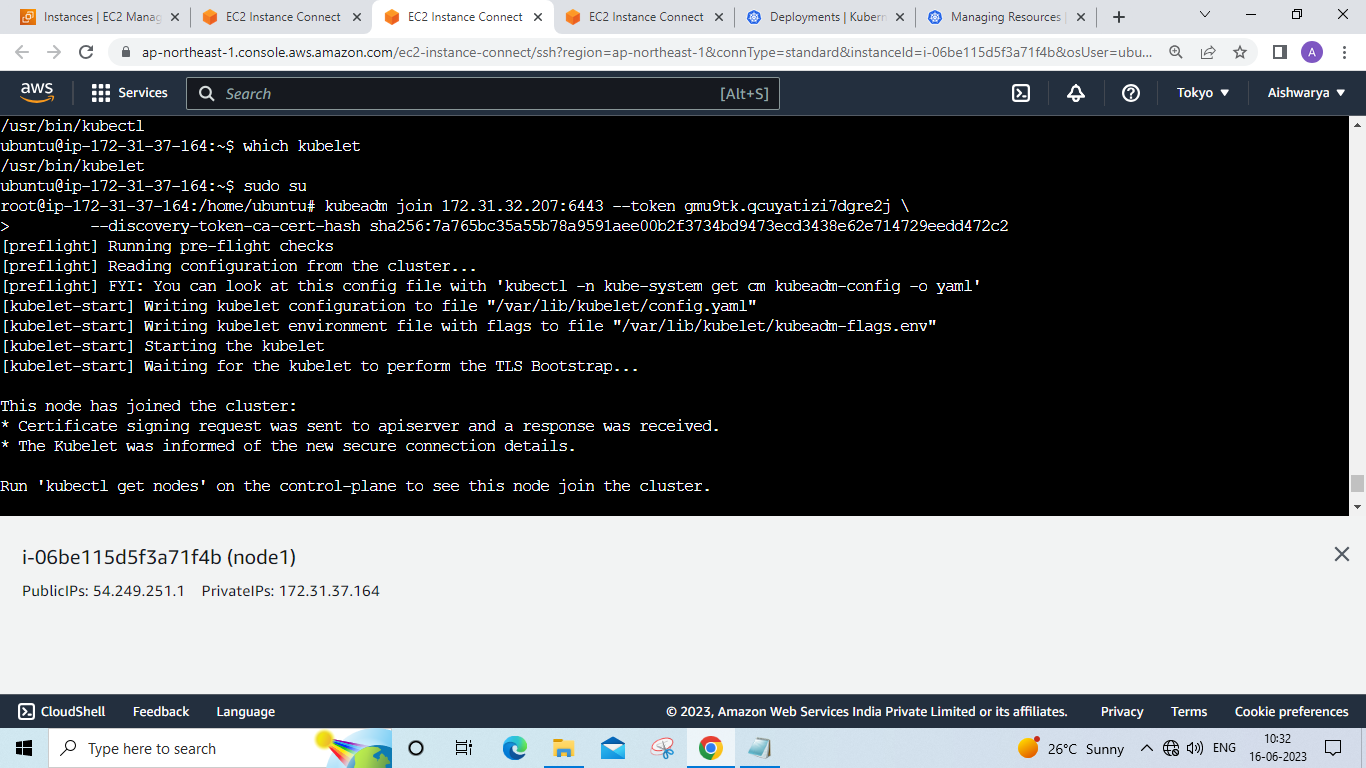 Instances | EC2 Manag
EC2 Instance Connect
EC2 Instance Connect
EC2 Instance Connect
Deployments | Kubern
Managing Resources |
ap-northeast-1.console.aws.amazon.com/ec2-instance-connect/ssh?region=ap-northeast-1&connType=standard&instanceId=i-06be115d5f3a71f4b&osUser=ubu...
A
aws
Services
Search
[Alt+S]
Tokyo
Aishwarya
/usr/bin/kubectl
ubuntu@ip-172-31-37-164:~$ which kubelet
/usr/bin/kubelet
ubuntu@ip-172-31-37-164:~$ sudo su
root@ip-172-31-37-164:/home/ubuntu# kubeadm join 172.31.32.207:6443 --token gmu9tk.qcuyatizi7dgre2j \
>         --discovery-token-ca-cert-hash sha256:7a765bc35a55b78a9591aee00b2f3734bd9473ecd3438e62e714729eedd472c2
[preflight] Running pre-flight checks
[preflight] Reading configuration from the cluster...
[preflight] FYI: You can look at this config file with 'kubectl -n kube-system get cm kubeadm-config -o yaml'
[kubelet-start] Writing kubelet configuration to file "/var/lib/kubelet/config.yaml"
[kubelet-start] Writing kubelet environment file with flags to file "/var/lib/kubelet/kubeadm-flags.env"
[kubelet-start] Starting the kubelet
[kubelet-start] Waiting for the kubelet to perform the TLS Bootstrap...
This node has joined the cluster:
* Certificate signing request was sent to apiserver and a response was received.
* The Kubelet was informed of the new secure connection details.
Run 'kubectl get nodes' on the control-plane to see this node join the cluster.
i-06be115d5f3a71f4b (node1)
PublicIPs: 54.249.251.1 PrivateIPs: 172.31.37.164
CloudShell
Feedback
Language
© 2023, Amazon Web Services India Private Limited or its affiliates.
Privacy
Terms
Cookie preferences
Type here to search
26°C Sunny
ENG
10:32
16-06-2023